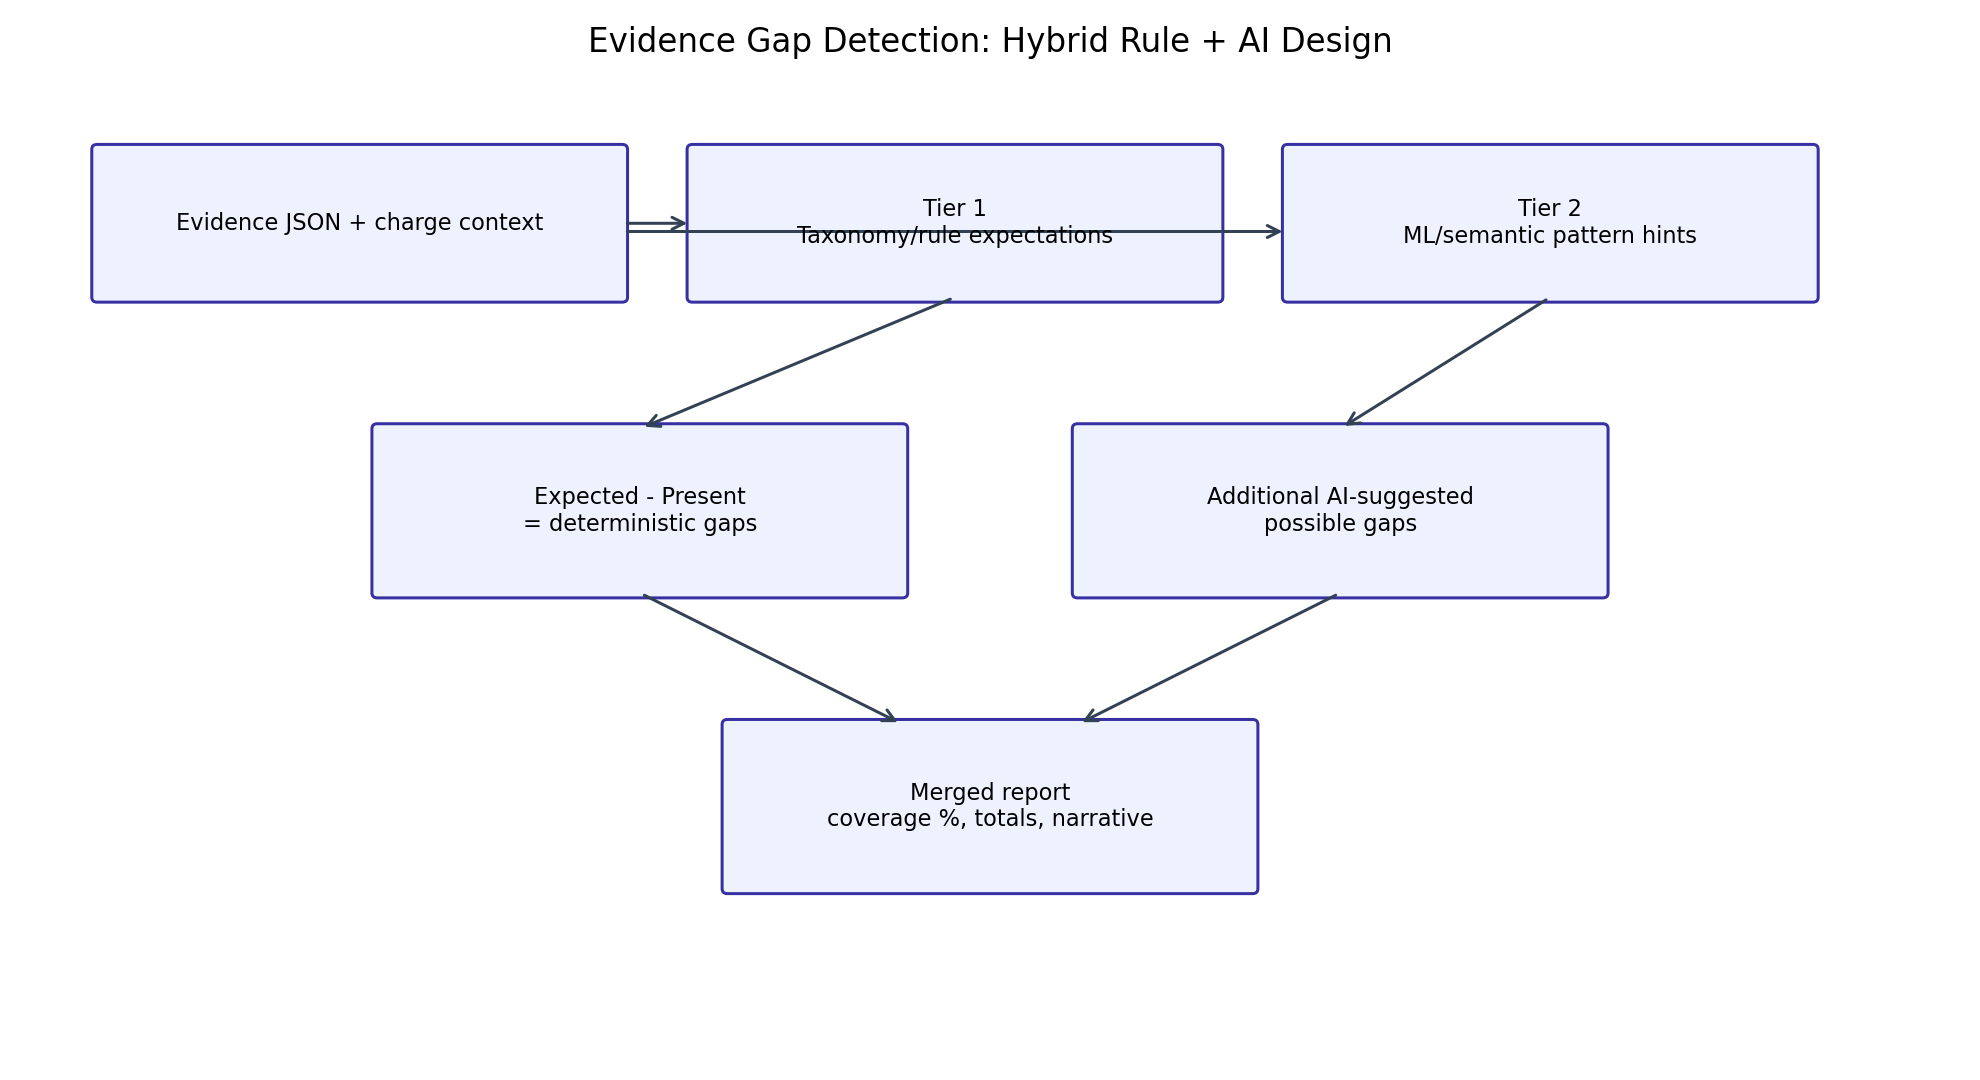 Evidence Gap Detection: Hybrid Rule + AI Design
Evidence JSON + charge context
Tier 1
Taxonomy/rule expectations
Tier 2
ML/semantic pattern hints
Expected - Present
= deterministic gaps
Additional AI-suggested
possible gaps
Merged report
coverage %, totals, narrative